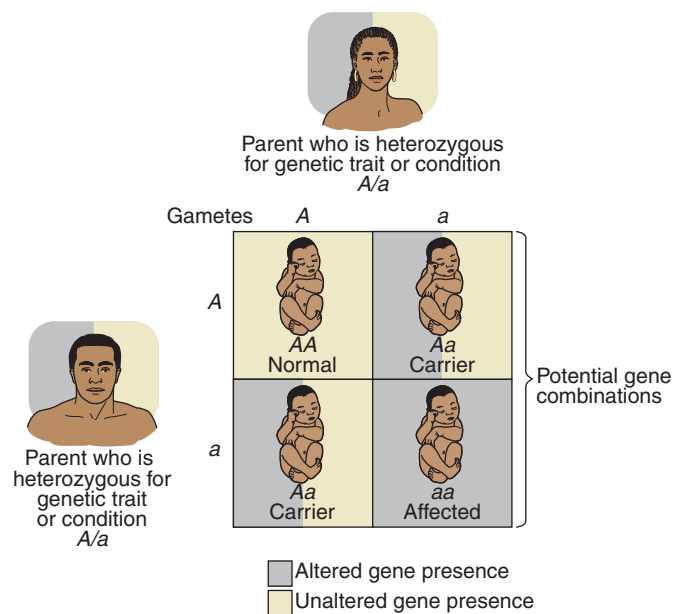 Parent who is heterozygous
for genetic trait or condition
A/a
Gametes A a
A
AA
Normal
Aa
Carrier
Potential gene
combinations
Parent who is
heterozygous for
genetic trait
or condition
A/a
a
Aa
Carrier
aa
Affected
Altered gene presence
Unaltered gene presence